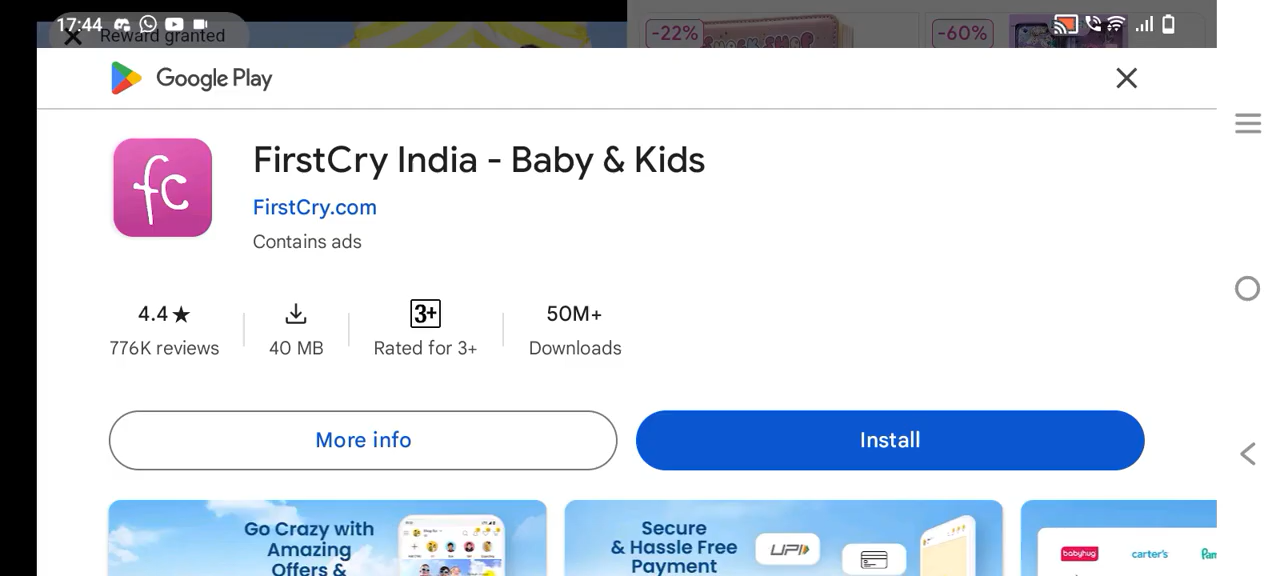 17:44
Reward granted
-22%
-60%
Google Play
fc
FirstCry India - Baby & Kids
FirstCry.com
Contains ads
4.4★
776K reviews
40 MB
3+
Rated for 3+
50M+
Downloads
More info
Install
Go Crazy with
Amazing
Offers &
Secure
& Hassle Free
Payment
UPI
babyhug
carter's